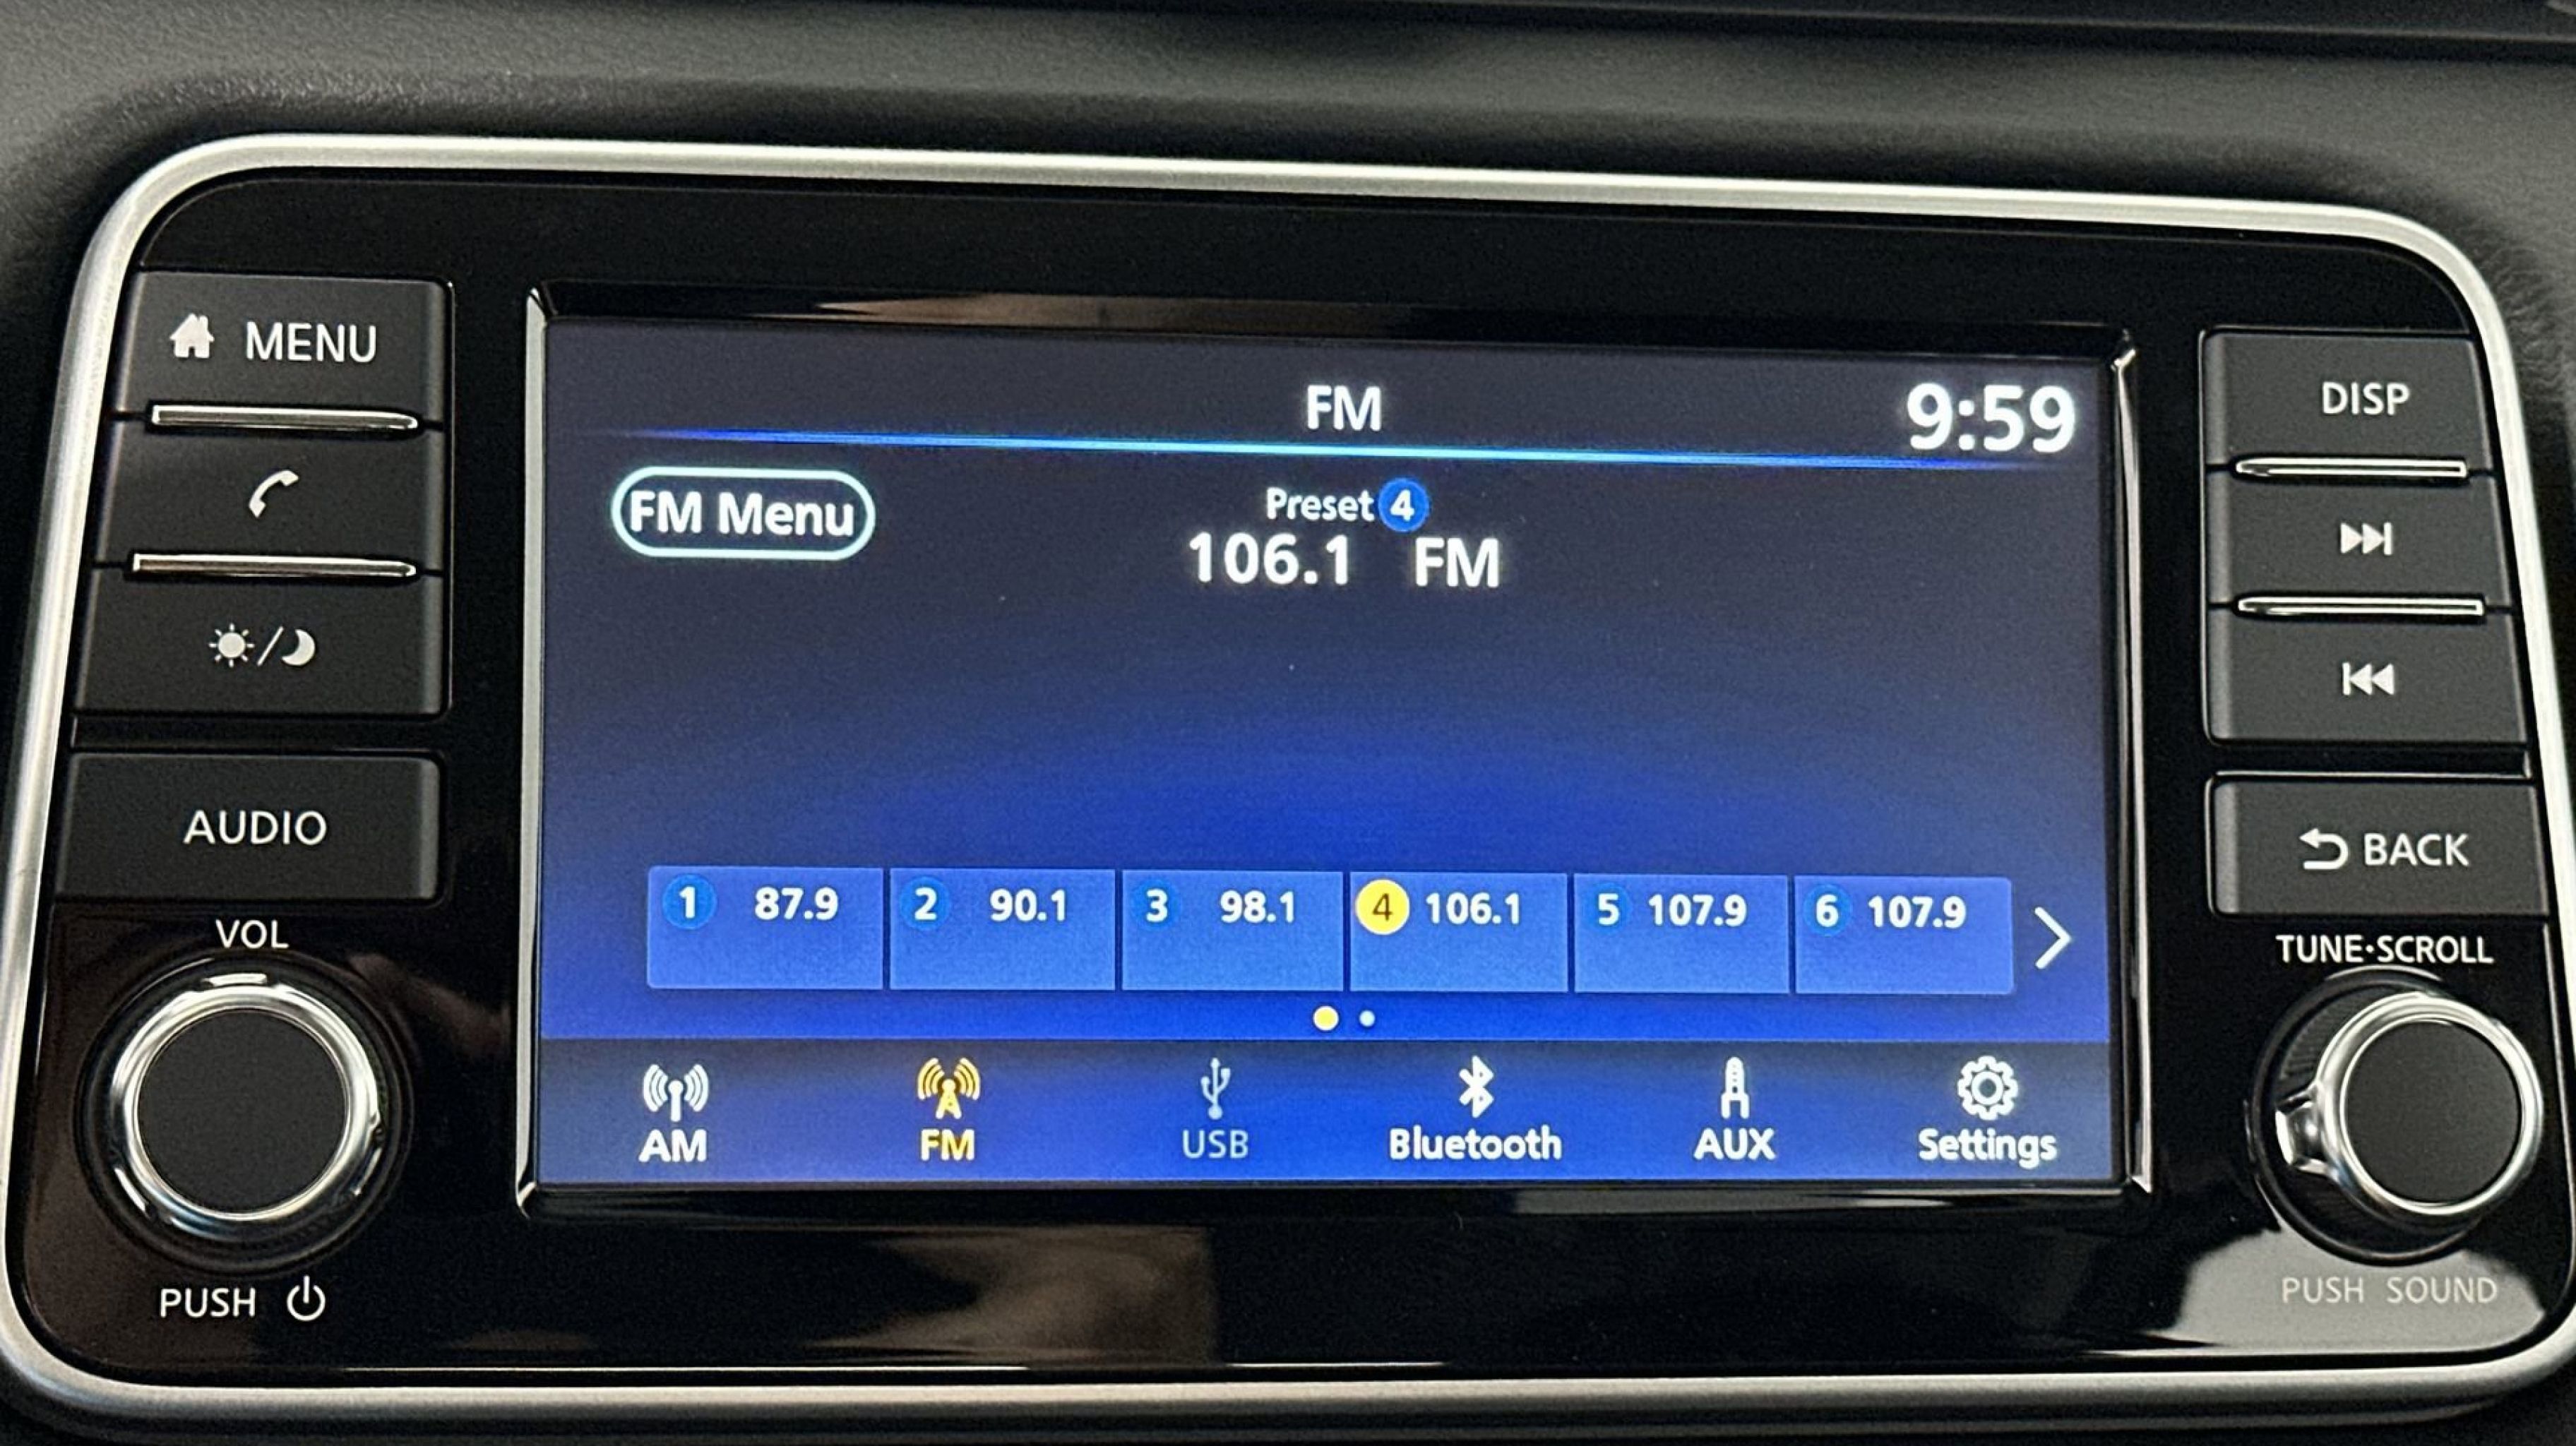 MENU
AUDIO
VOL
PUSH
FM
9:59
FM Menu
Preset 4
106.1 FM
1 87.9
2 90.1
3 98.1
4 106.1
5 107.9
6 107.9
AM
FM
USB
Bluetooth
AUX
Settings
DISP
BACK
TUNE·SCROLL
PUSH SOUND